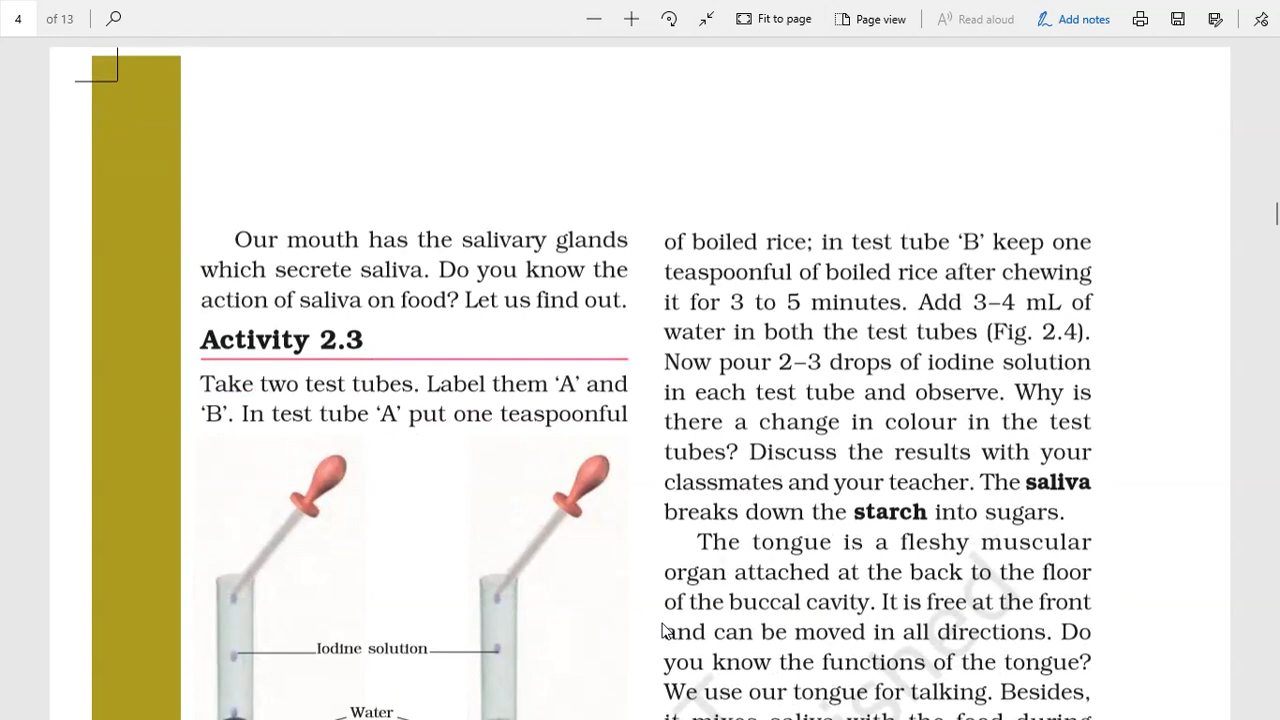 4 of 13 Fit to page Page view Read aloud Add notes
Our mouth has the salivary glands
which secrete saliva. Do you know the
action of saliva on food? Let us find out.
Activity 2.3
Take two test tubes. Label them ‘A’ and
‘B’. In test tube ‘A’ put one teaspoonful
Iodine solution
Water
of boiled rice; in test tube ‘B’ keep one
teaspoonful of boiled rice after chewing
it for 3 to 5 minutes. Add 3–4 mL of
water in both the test tubes (Fig. 2.4).
Now pour 2–3 drops of iodine solution
in each test tube and observe. Why is
there a change in colour in the test
tubes? Discuss the results with your
classmates and your teacher. The saliva
breaks down the starch into sugars.
The tongue is a fleshy muscular
organ attached at the back to the floor
of the buccal cavity. It is free at the front
and can be moved in all directions. Do
you know the functions of the tongue?
We use our tongue for talking. Besides,
it mixes saliva with the food during